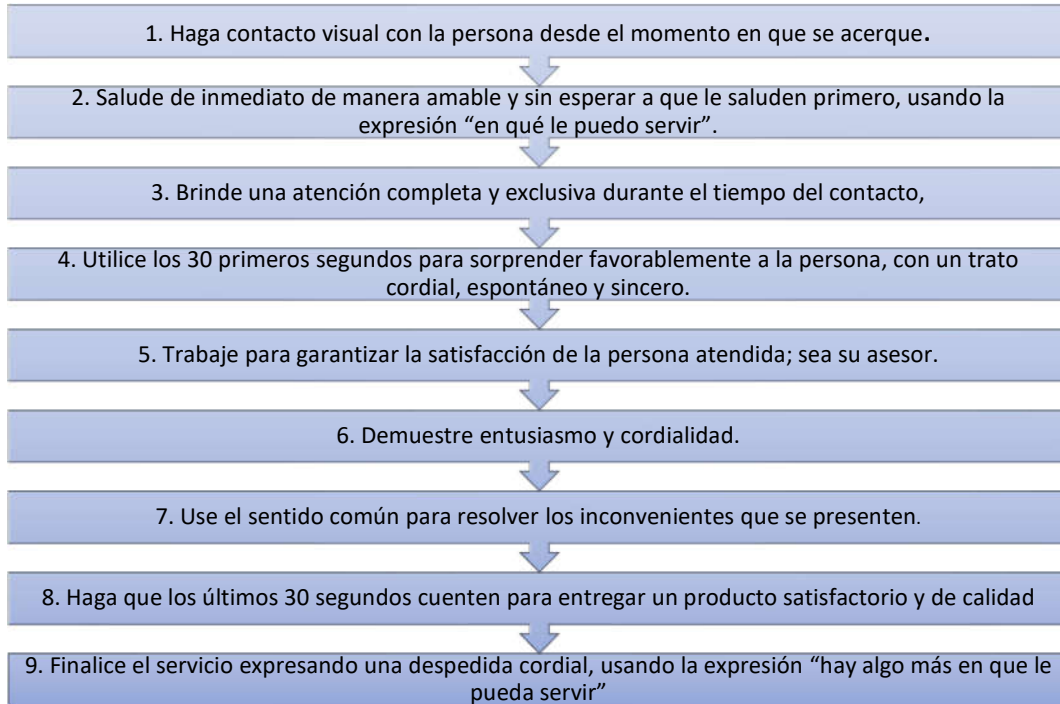 1. Haga contacto visual con la persona desde el momento en que se acerque.
2. Salude de inmediato de manera amable y sin esperar a que le saluden primero, usando la
expresión “en qué le puedo servir”.
3. Brinde una atención completa y exclusiva durante el tiempo del contacto,
4. Utilice los 30 primeros segundos para sorprender favorablemente a la persona, con un trato
cordial, espontáneo y sincero.
5. Trabaje para garantizar la satisfacción de la persona atendida; sea su asesor.
6. Demuestre entusiasmo y cordialidad.
7. Use el sentido común para resolver los inconvenientes que se presenten.
8. Haga que los últimos 30 segundos cuenten para entregar un producto satisfactorio y de calidad
9. Finalice el servicio expresando una despedida cordial, usando la expresión “hay algo más en que le
pueda servir”